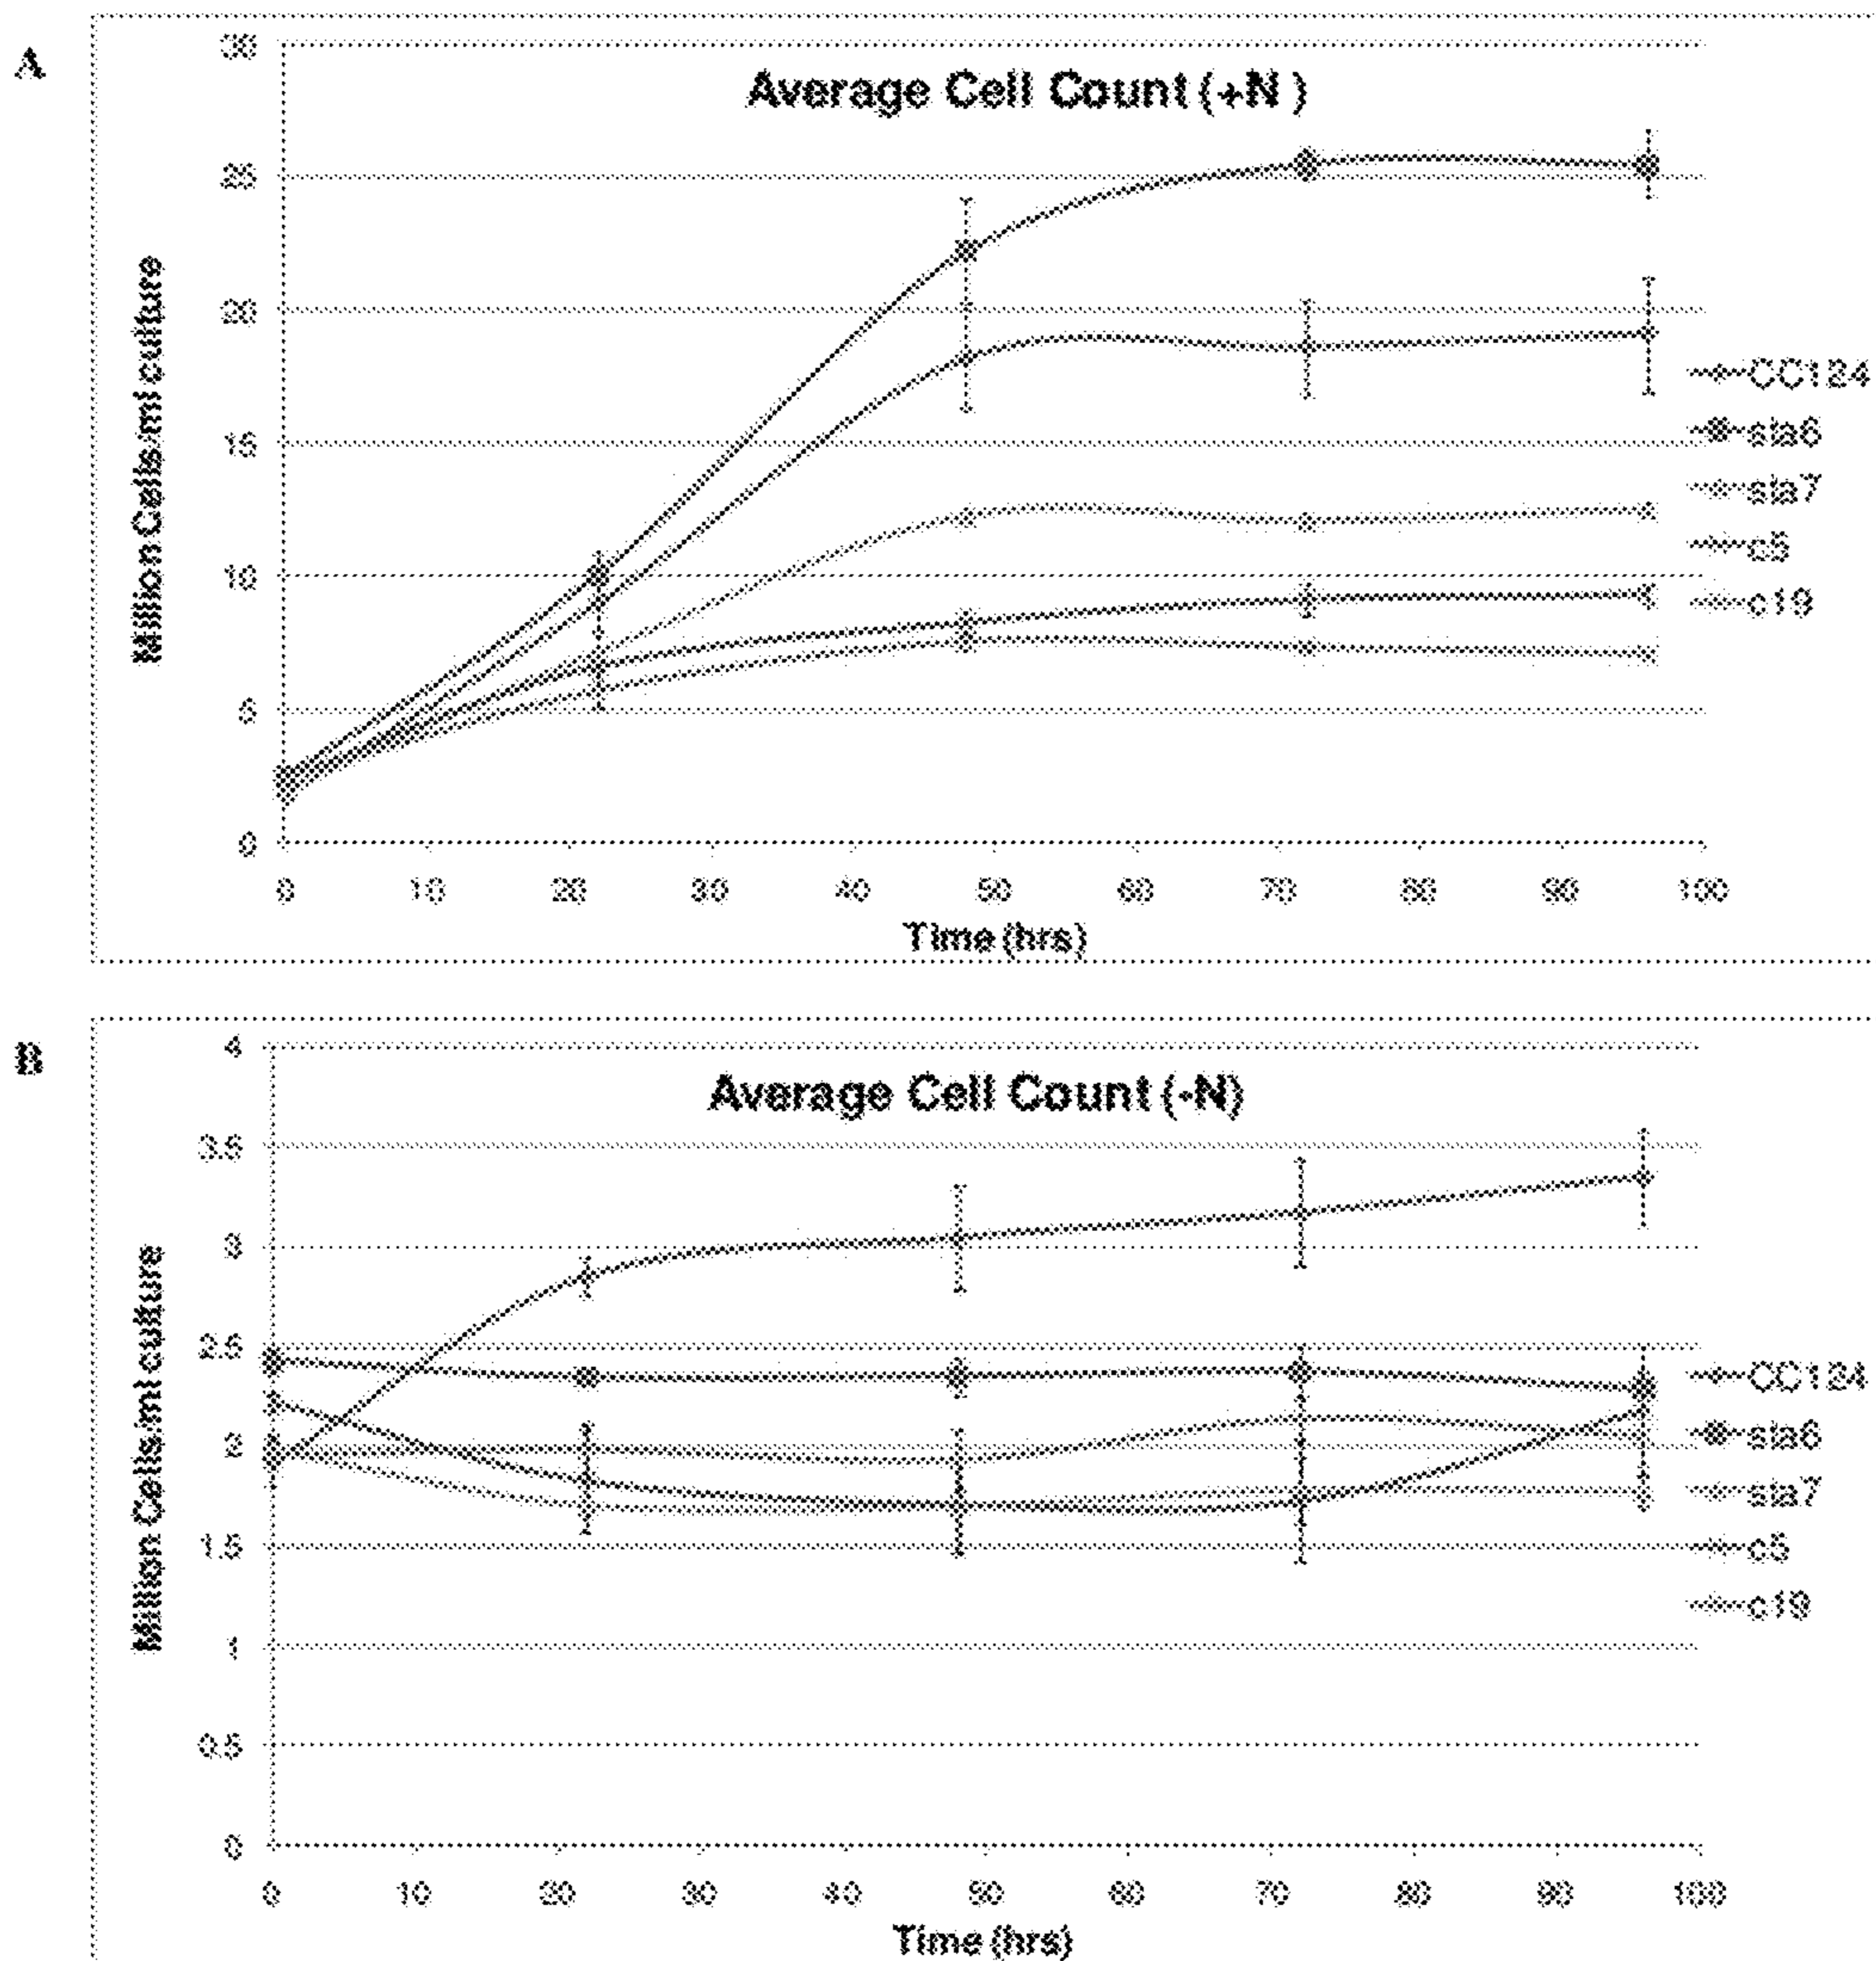 A
Average Cell Count (+N )
30
25
20
15
10
5
0
Million Cells/ml culture
0 10 20 30 40 50 60 70 80 90 100
Time (hrs)
CC124
sta6
sta7
c5
c19
B
Average Cell Count (-N)
4
3.5
3
2.5
2
1.5
1
0.5
0
Million Cells/ml culture
0 10 20 30 40 50 60 70 80 90 100
Time (hrs)
CC124
sta6
sta7
c5
c19